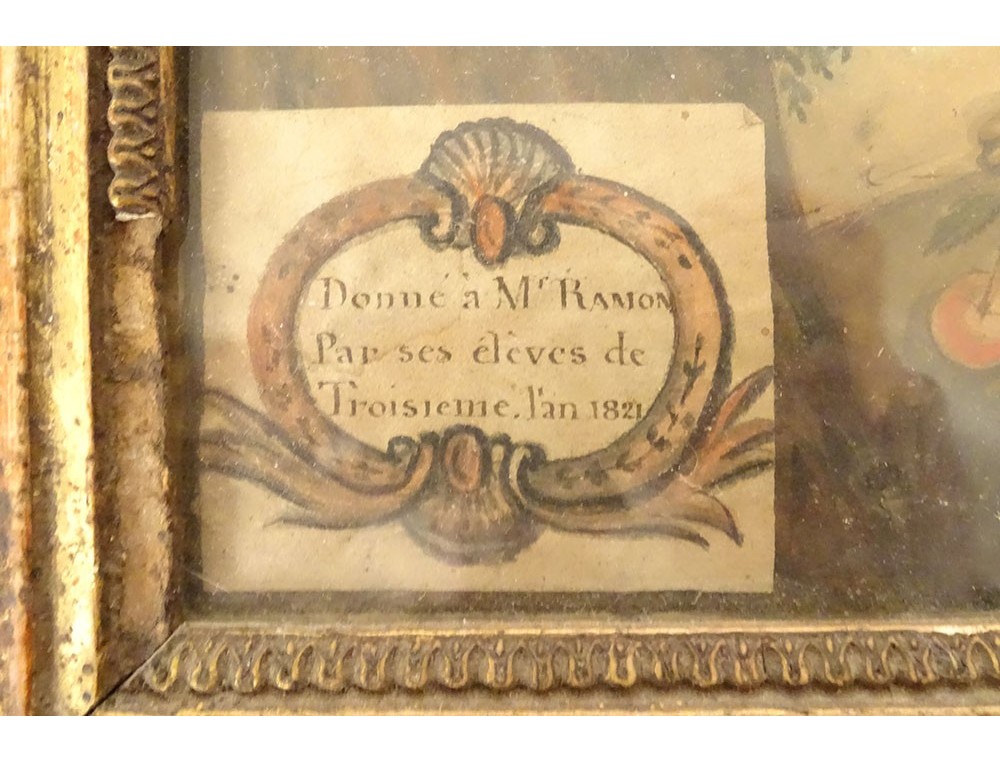 Donné à Mr RAMON
Par ses élèves de
Troisieme, l'an 1821